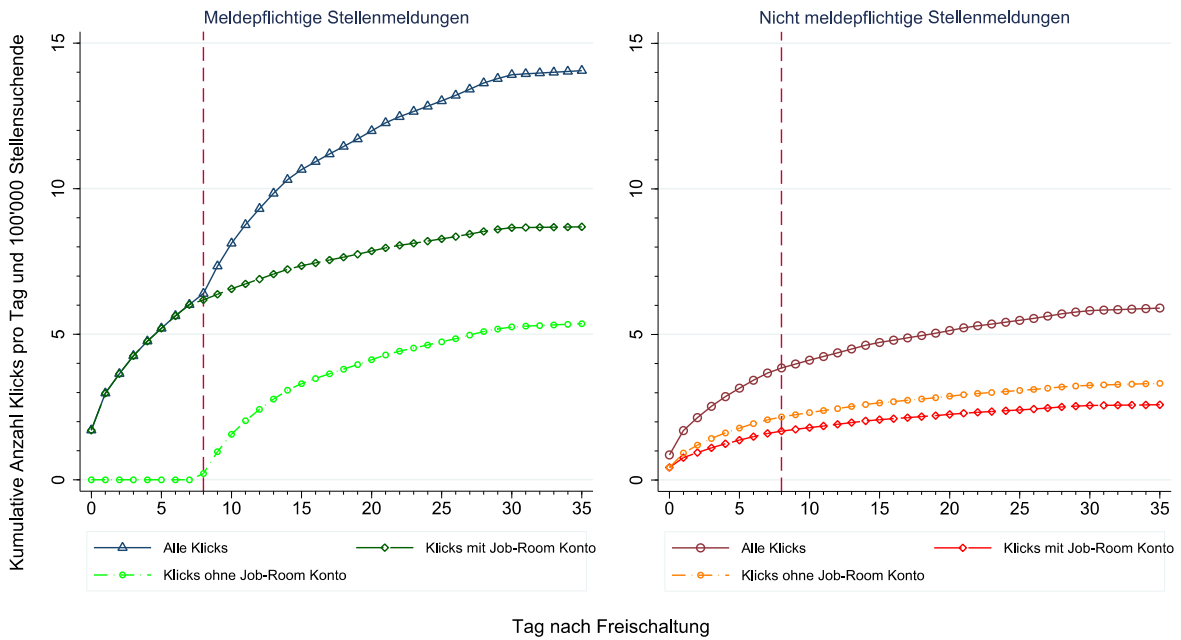 Meldepflichtige Stellenmeldungen
Nicht meldepflichtige Stellenmeldungen
Kumulative Anzahl Klicks pro Tag und 100'000 Stellensuchende
15
10
5
0
0 5 10 15 20 25 30 35
Alle Klicks
Klicks mit Job-Room Konto
Klicks ohne Job-Room Konto
15
10
5
0
0 5 10 15 20 25 30 35
Alle Klicks
Klicks mit Job-Room Konto
Klicks ohne Job-Room Konto
Tag nach Freischaltung